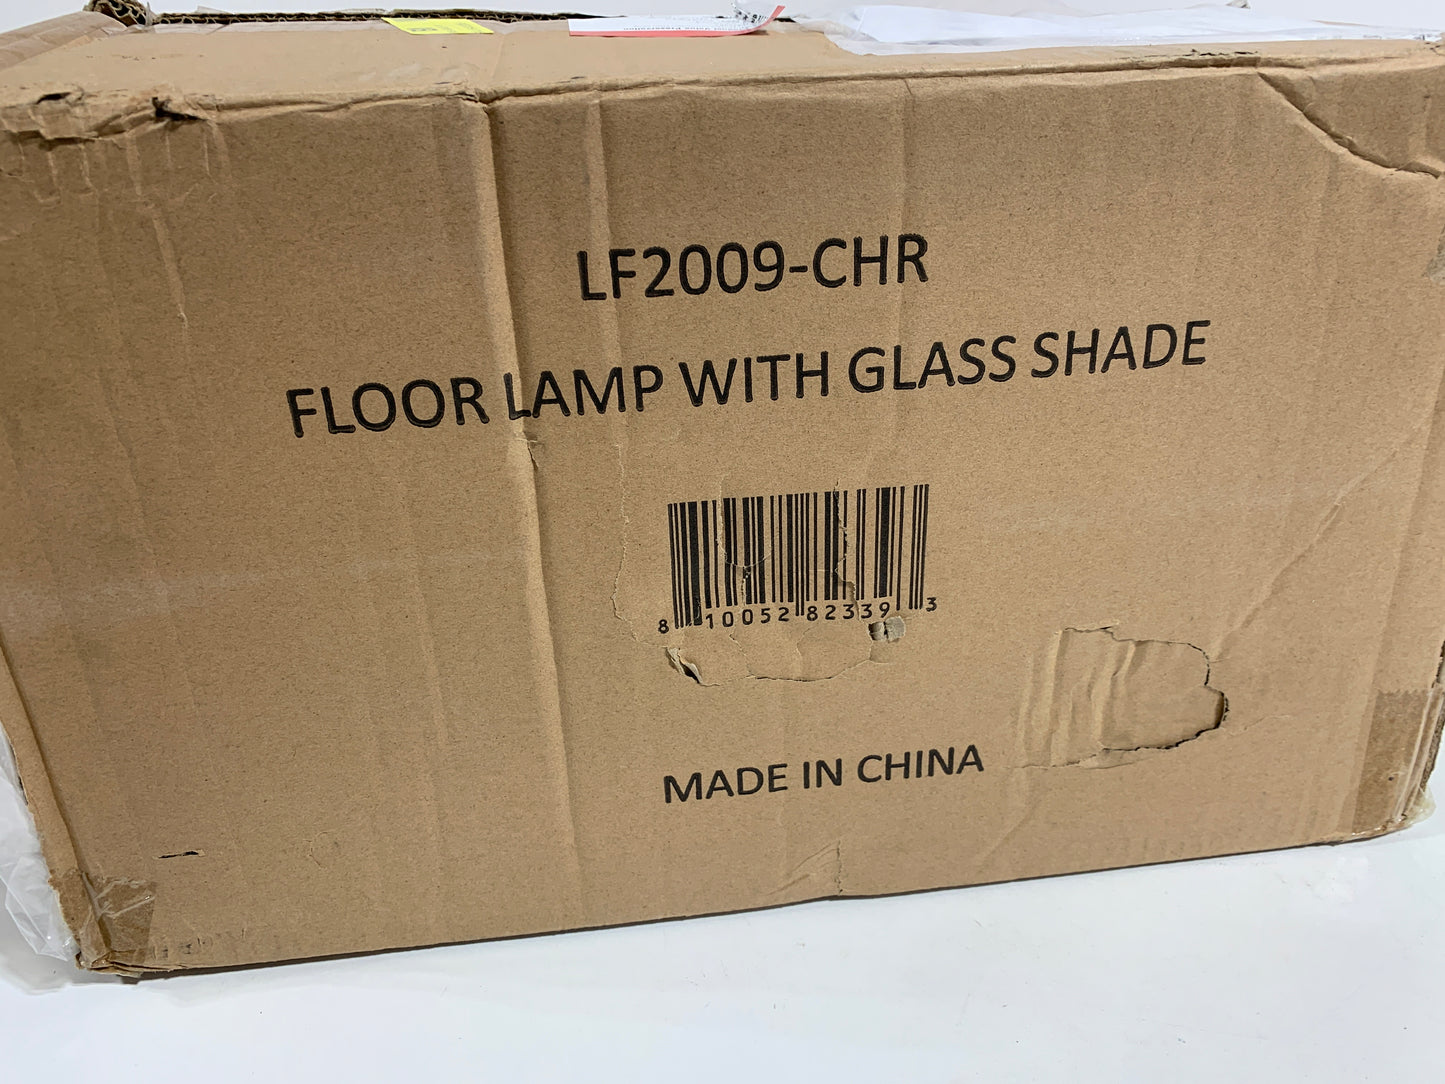 LF2009-CHR
FLOOR LAMP WITH GLASS SHADE
8 10052 82339 3
MADE IN CHINA